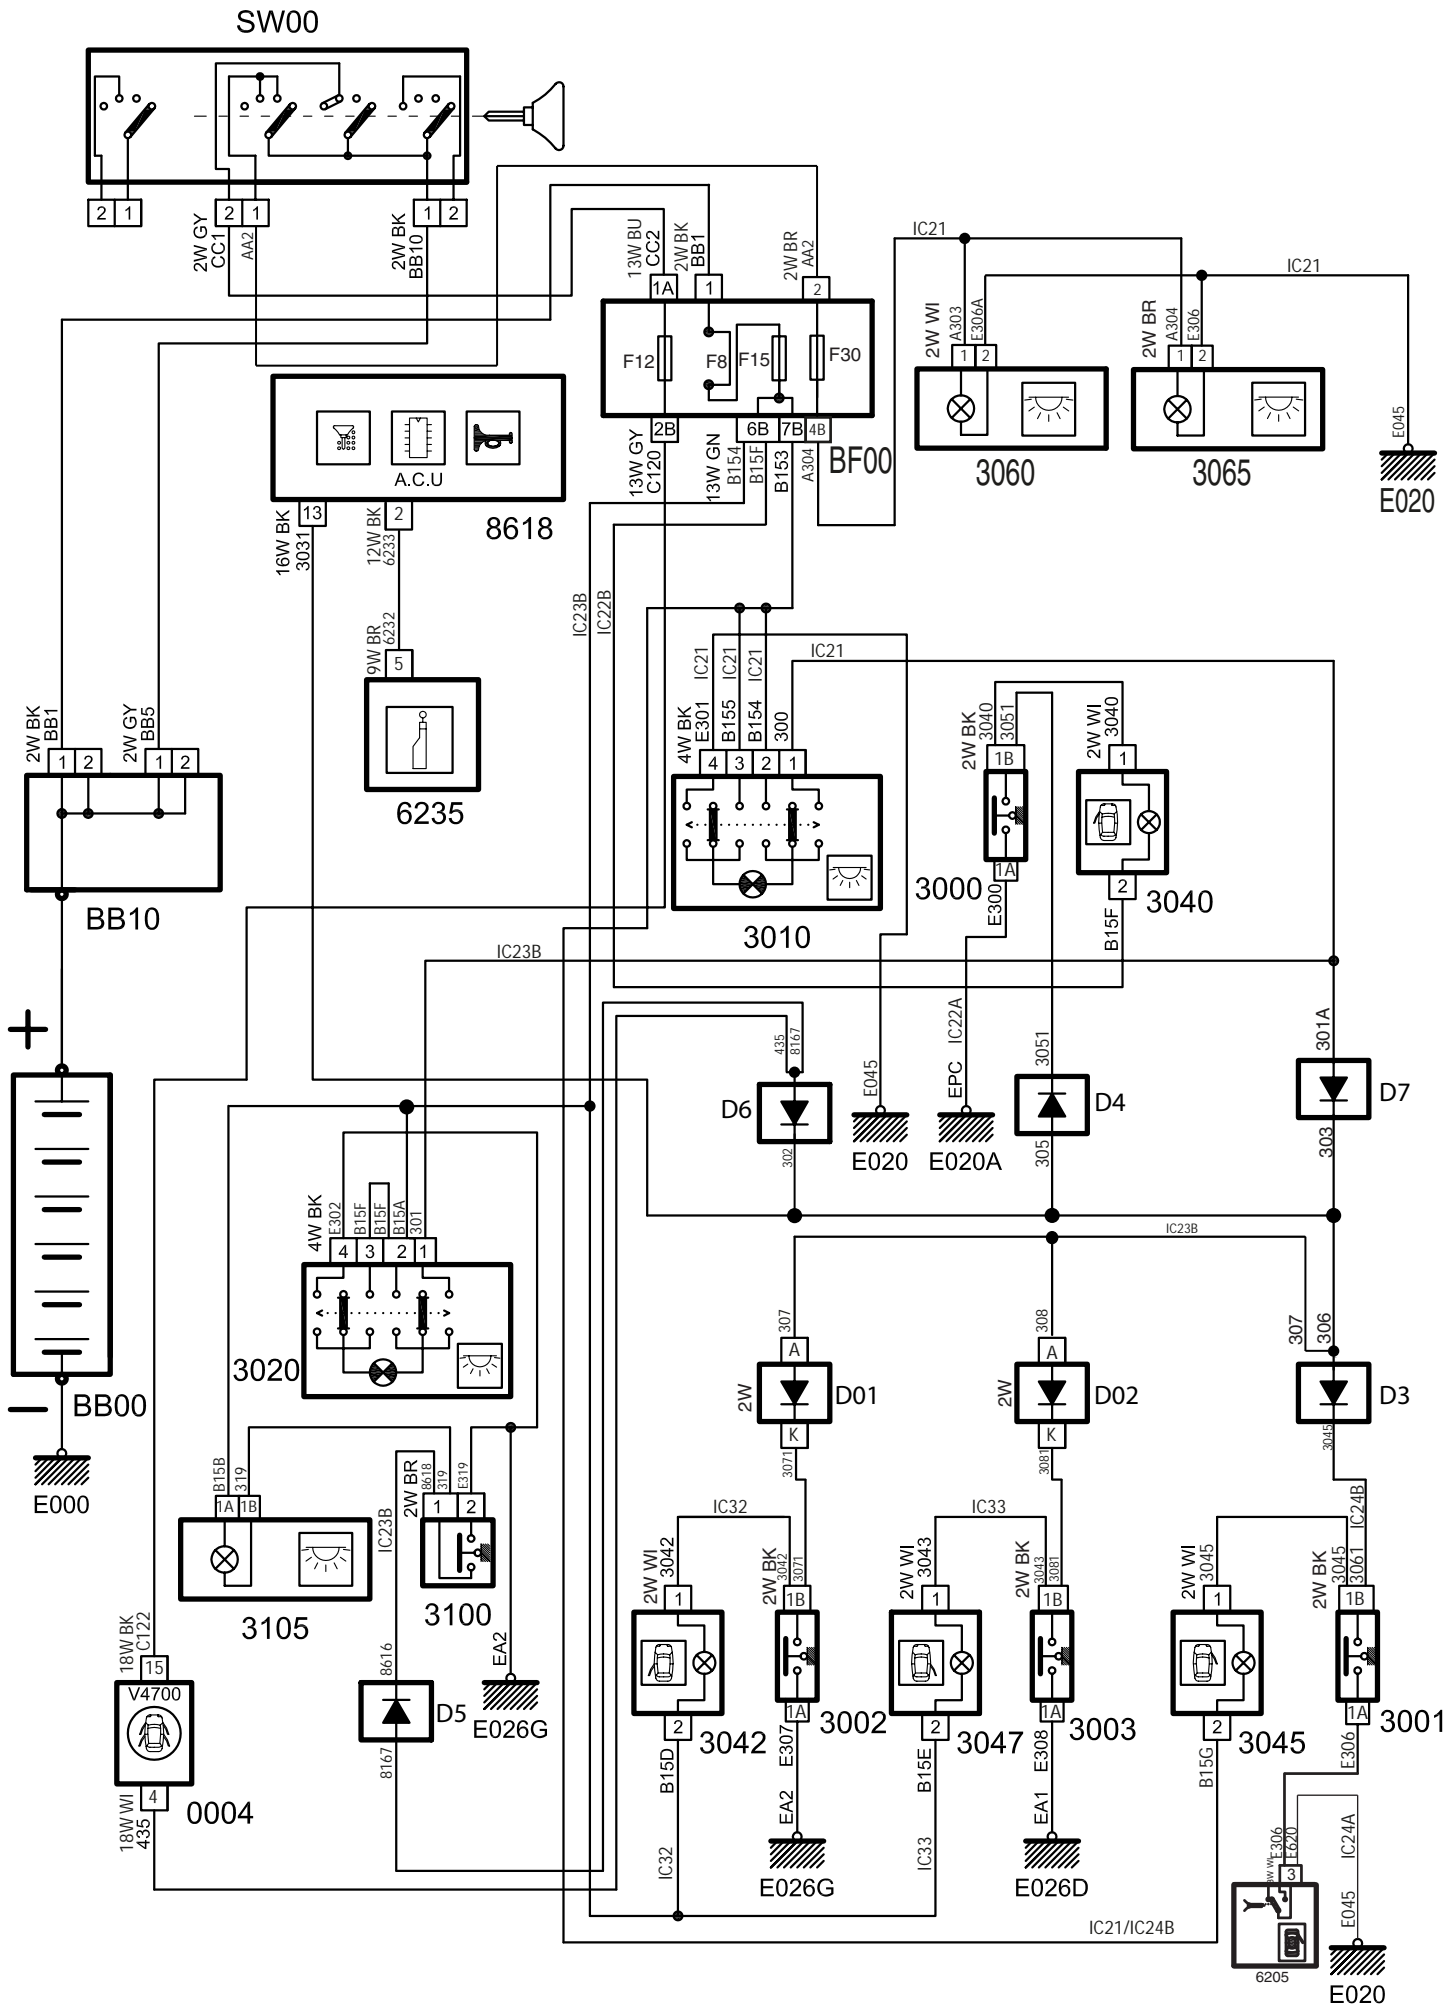 SW00
2 1
2 1
1 2
2W GY
CC1
AA2
2W BK
BB10
13W BU
CC2
2W BK
BB1
2W BR
AA2
IC21
IC21
1A
1
2
F12
F8
F15
F30
2W WI
A303
E306A
2W BR
A304
E306
1 2
1 2
3060
3065
E045
E020
2B
6B
7B
4B
BF00
13W GY
C120
13W GN
B154
B15F
B153
A304
A.C.U
13
2
8618
16W BK
3031
12W BK
6233
9W BR
6232
5
6235
IC23B
IC22B
IC21
IC21
IC21
IC21
4W BK
E301
B155
B154
300
4 3 2 1
3010
2W BK
3040
3051
1B
1A
3000
E300
2W WI
3040
1
2
3040
B15F
2W BK
BB1
2W GY
BB5
1 2
1 2
BB10
+
BB00
−
E000
IC23B
435
8167
D6
302
E045
E020
EPC
IC22A
E020A
3051
D4
305
301A
D7
303
IC23B
4W BK
E302
B15F
B15F
B15A
301
4 3 2 1
3020
307
A
2W
D01
K
3071
308
A
2W
D02
K
3081
307
306
D3
3045
B15B
319
1A 1B
3105
IC23B
2W BR
8618
319
E319
1 2
3100
EA2
E026G
8616
D5
8167
18W BK
C122
15
V4700
4
0004
18W WI
435
IC32
2W WI
3042
1
2
3042
B15D
IC32
2W BK
3042
3071
1B
1A
3002
E307
EA2
E026G
IC33
2W WI
3043
1
2
3047
B15E
IC33
2W BK
3043
3081
1B
1A
3003
E308
EA1
E026D
IC24B
2W WI
3045
1
2
3045
B15G
2W BK
3045
3061
1B
1A
3001
E306
IC21/IC24B
E306
E620
3
6205
IC24A
E045
E020